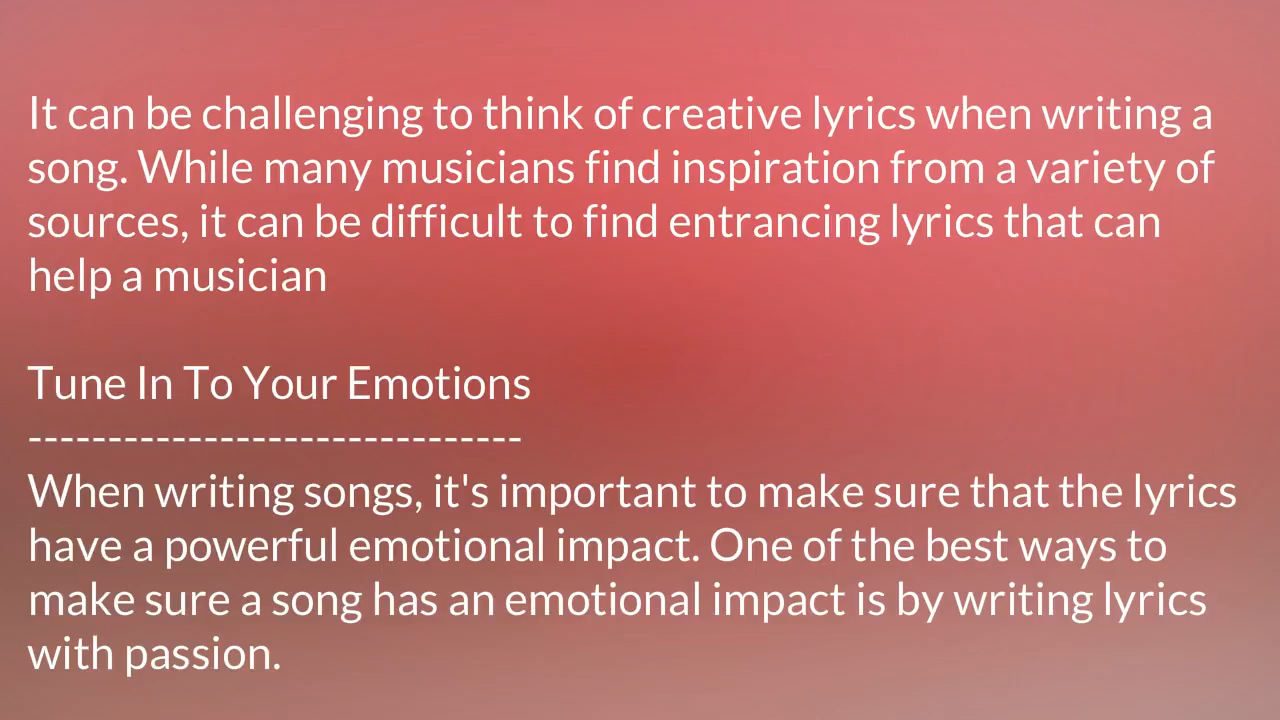 It can be challenging to think of creative lyrics when writing a
song. While many musicians find inspiration from a variety of
sources, it can be difficult to find entrancing lyrics that can
help a musician
Tune In To Your Emotions
-------------------------------
When writing songs, it's important to make sure that the lyrics
have a powerful emotional impact. One of the best ways to
make sure a song has an emotional impact is by writing lyrics
with passion.